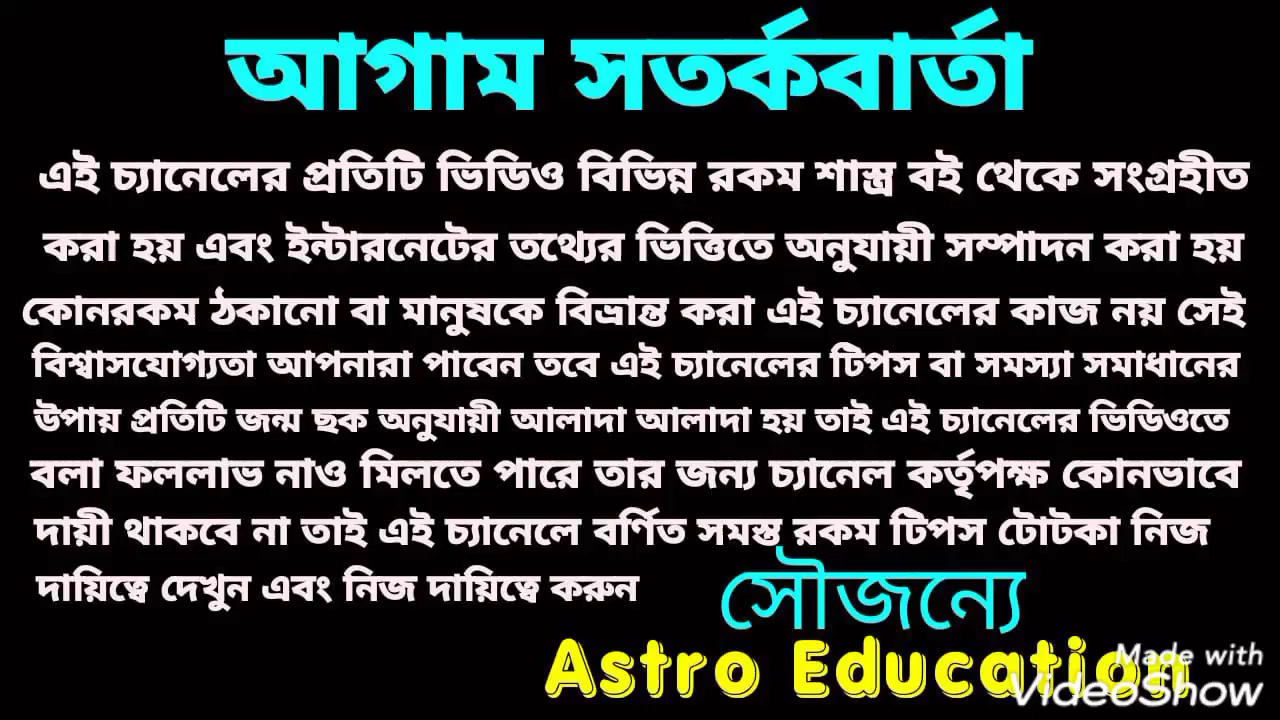 আগাম সতর্কবার্তা
এই চ্যানেলের প্রতিটি ভিডিও বিভিন্ন রকম শাস্ত্র বই থেকে সংগ্রহীত
করা হয় এবং ইন্টারনেটের তথ্যের ভিত্তিতে অনুযায়ী সম্পাদন করা হয়
কোনরকম ঠকানো বা মানুষকে বিভ্রান্ত করা এই চ্যানেলের কাজ নয় সেই
বিশ্বাসযোগ্যতা আপনারা পাবেন তবে এই চ্যানেলের টিপস বা সমস্যা সমাধানের
উপায় প্রতিটি জন্ম ছক অনুযায়ী আলাদা আলাদা হয় তাই এই চ্যানেলের ভিডিওতে
বলা ফললাভ নাও মিলতে পারে তার জন্য চ্যানেল কর্তৃপক্ষ কোনভাবে
দায়ী থাকবে না তাই এই চ্যানেলে বর্ণিত সমস্ত রকম টিপস টোটকা নিজ
দায়িত্বে দেখুন এবং নিজ দায়িত্বে করুন
সৌজন্যে
Astro Education
Made with
VideoShow